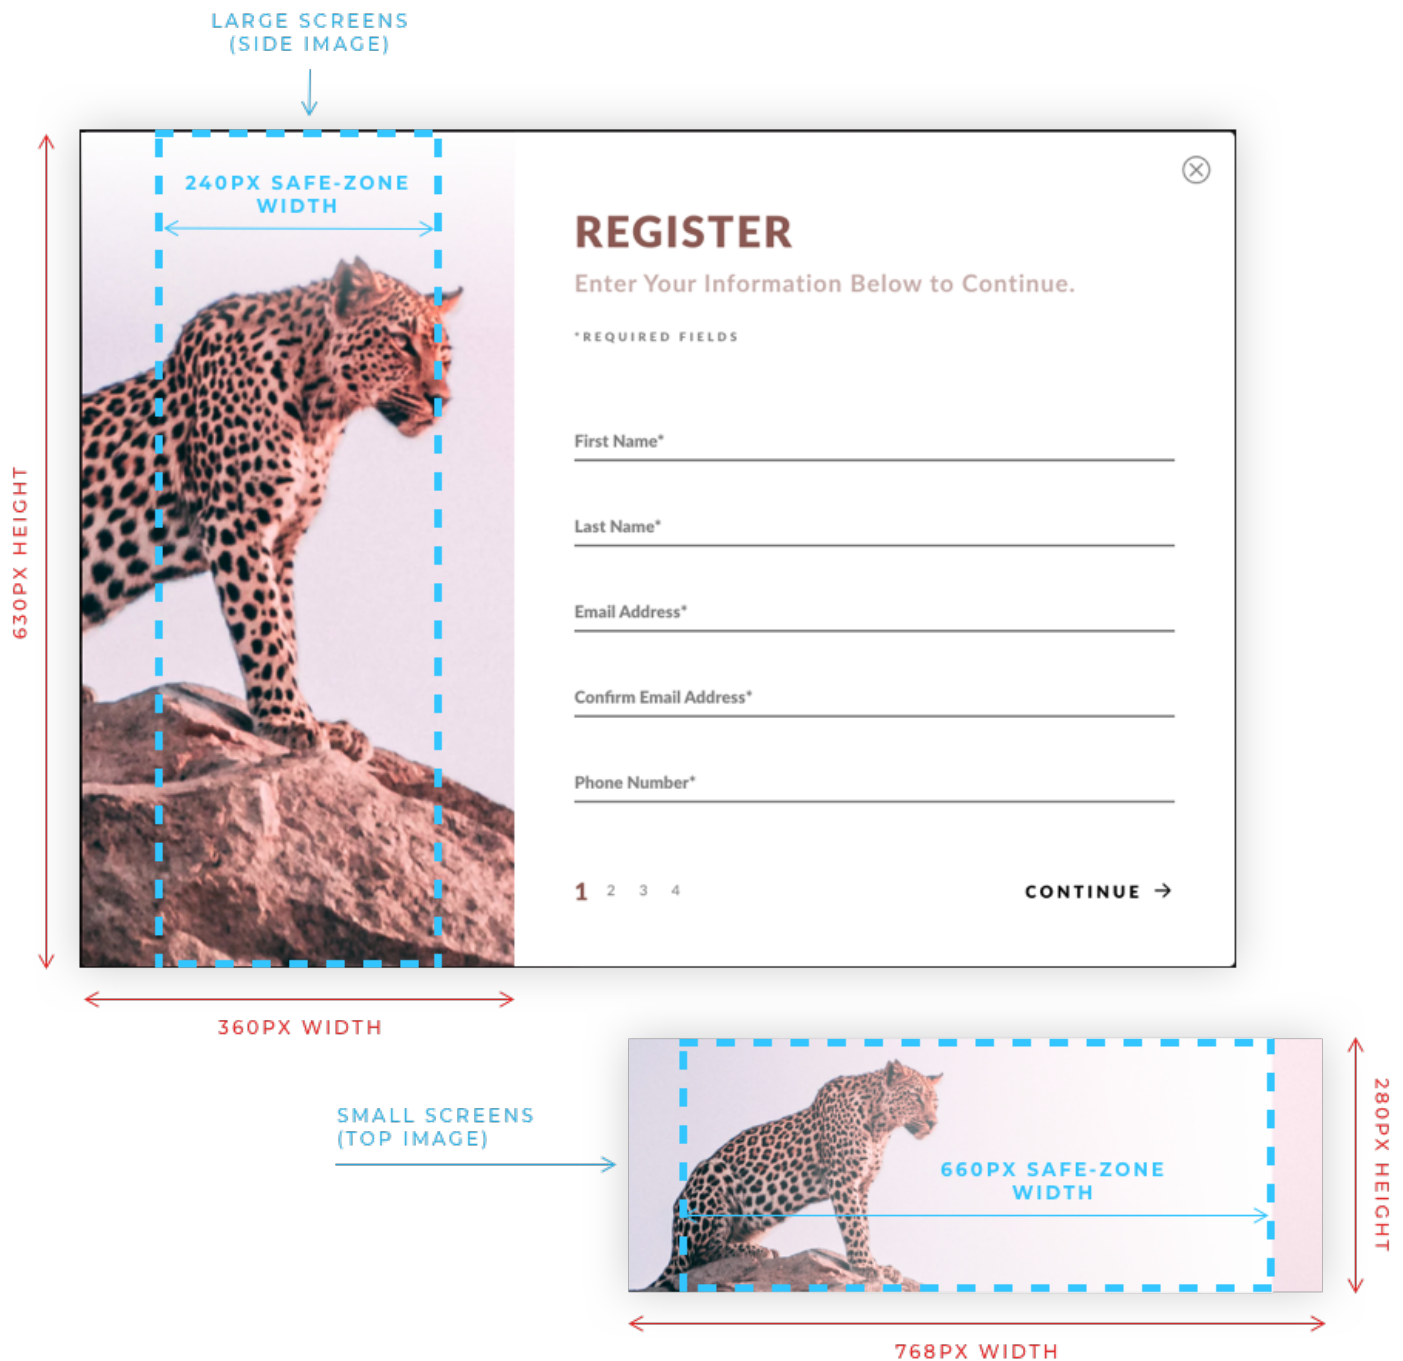 LARGE SCREENS
(SIDE IMAGE)
240PX SAFE-ZONE
WIDTH
REGISTER
Enter Your Information Below to Continue.
*REQUIRED FIELDS
First Name*
Last Name*
Email Address*
Confirm Email Address*
Phone Number*
1 2 3 4
CONTINUE →
630PX HEIGHT
360PX WIDTH
SMALL SCREENS
(TOP IMAGE)
660PX SAFE-ZONE
WIDTH
280PX HEIGHT
768PX WIDTH